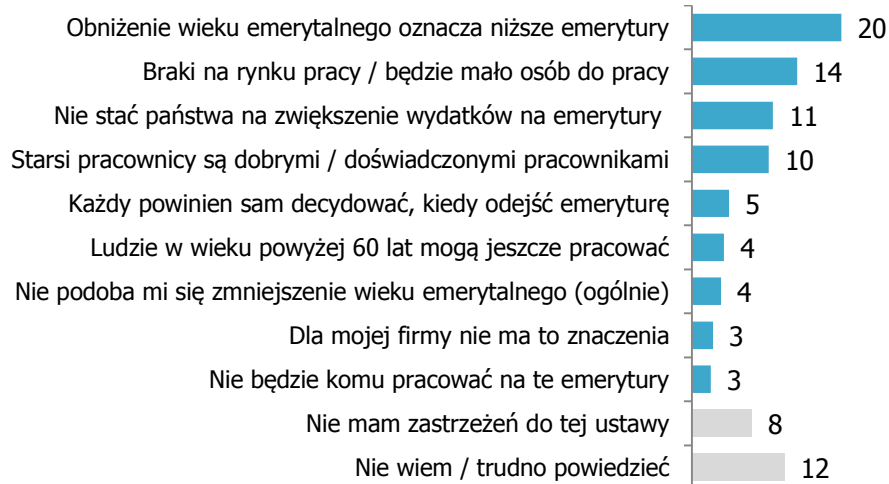 Obniżenie wieku emerytalnego oznacza niższe emerytury 20
Braki na rynku pracy / będzie mało osób do pracy 14
Nie stać państwa na zwiększenie wydatków na emerytury 11
Starsi pracownicy są dobrymi / doświadczonymi pracownikami 10
Każdy powinien sam decydować, kiedy odejść emeryturę 5
Ludzie w wieku powyżej 60 lat mogą jeszcze pracować 4
Nie podoba mi się zmniejszenie wieku emerytalnego (ogólnie) 4
Dla mojej firmy nie ma to znaczenia 3
Nie będzie komu pracować na te emerytury 3
Nie mam zastrzeżeń do tej ustawy 8
Nie wiem / trudno powiedzieć 12